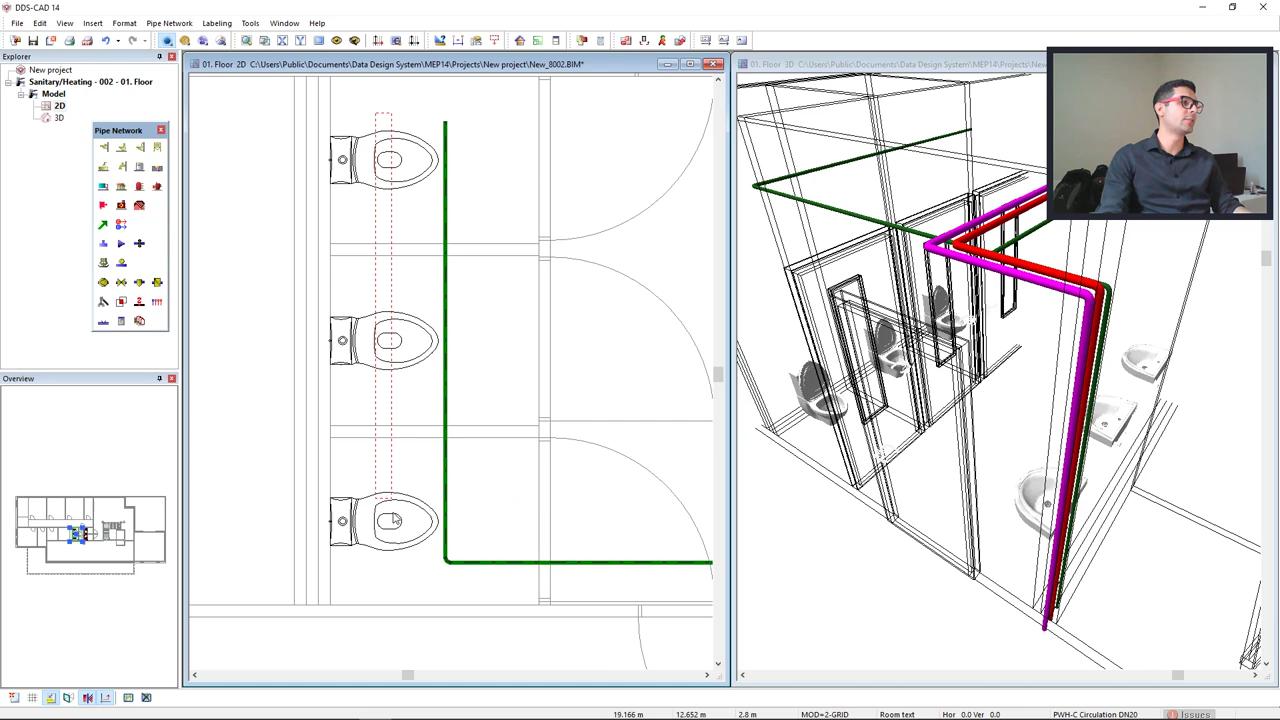 DDS-CAD 14
File Edit View Insert Format Pipe Network Labeling Tools Window Help
Explorer
New project
Sanitary/Heating - 002 - 01. Floor
Model
2D
3D
Pipe Network
Overview
01. Floor 2D C:\Users\Public\Documents\Data Design System\MEP14\Projects\New project\New_8002.BIM*
01. Floor 3D C:\Users\Public\Documents\Data Design System\MEP14\Projects\New
19.166 m 12.652 m 2.8 m MOD=2-GRID Room text Hor 0.0 Ver 0.0 PWH-C Circulation DN20 Issues